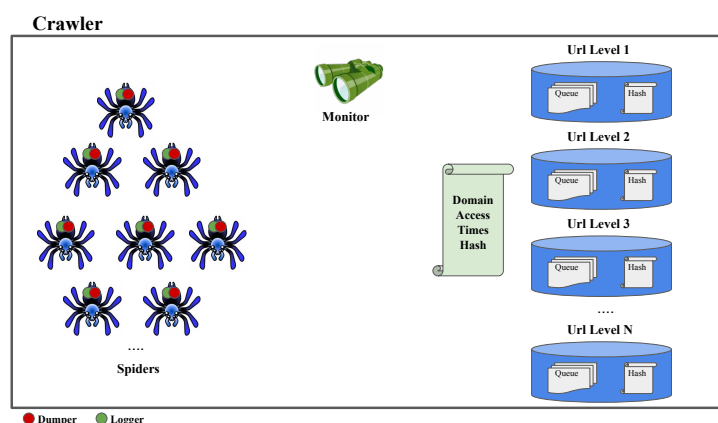 Crawler
Monitor
Spiders
....
Domain
Access
Times
Hash
Url Level 1
Queue
Hash
Url Level 2
Queue
Hash
Url Level 3
Queue
Hash
....
Url Level N
Queue
Hash
Dumper
Logger